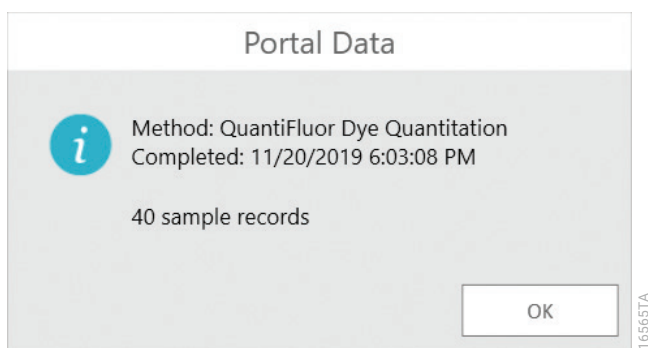 Portal Data
i
Method: QuantiFluor Dye Quantitation
Completed: 11/20/2019 6:03:08 PM
40 sample records
OK
16565TA